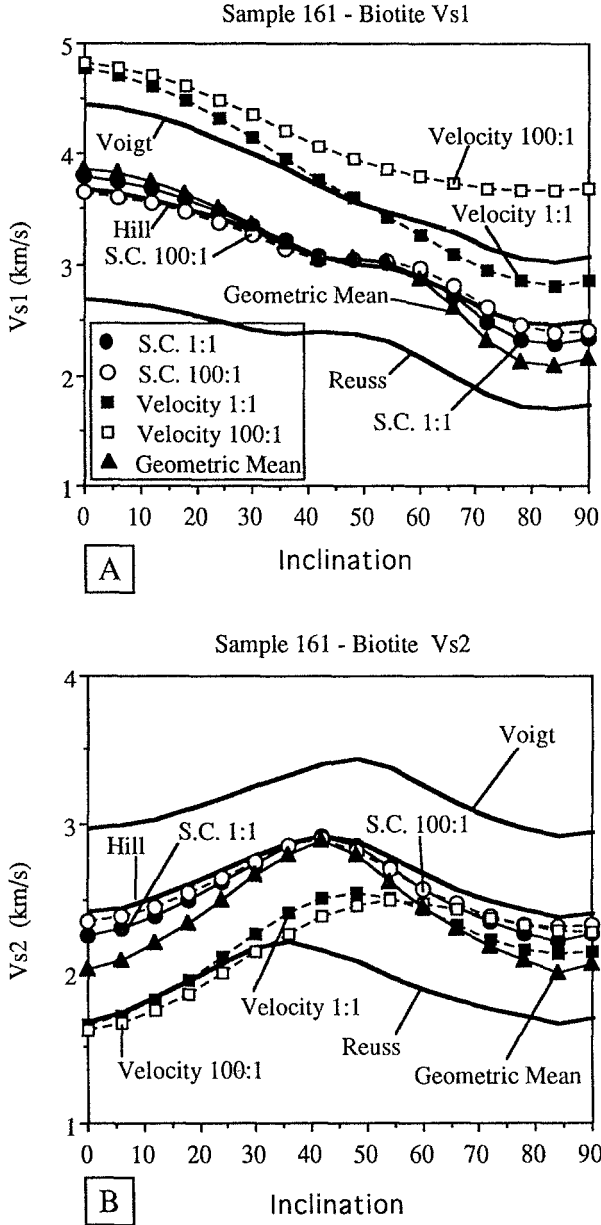 Sample 161 - Biotite Vs1
5
4
3
2
1
Vs1 (km/s)
Voigt
Velocity 100:1
Velocity 1:1
Hill
S.C. 100:1
Geometric Mean
Reuss
S.C. 1:1
S.C. 1:1
S.C. 100:1
Velocity 1:1
Velocity 100:1
Geometric Mean
0 10 20 30 40 50 60 70 80 90
A
Inclination
Sample 161 - Biotite Vs2
4
3
2
1
Vs2 (km/s)
Voigt
S.C. 1:1
S.C. 100:1
Hill
Velocity 1:1
Reuss
Velocity 100:1
Geometric Mean
0 10 20 30 40 50 60 70 80 90
B
Inclination